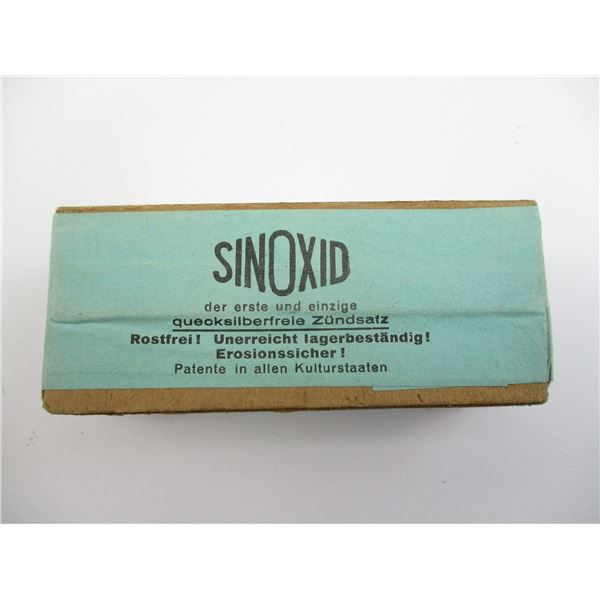 SINOXID
der erste und einzige
quecksilberfreie Zündsatz
Rostfrei! Unerreicht lagerbeständig!
Erosionssicher!
Patente in allen Kulturstaaten